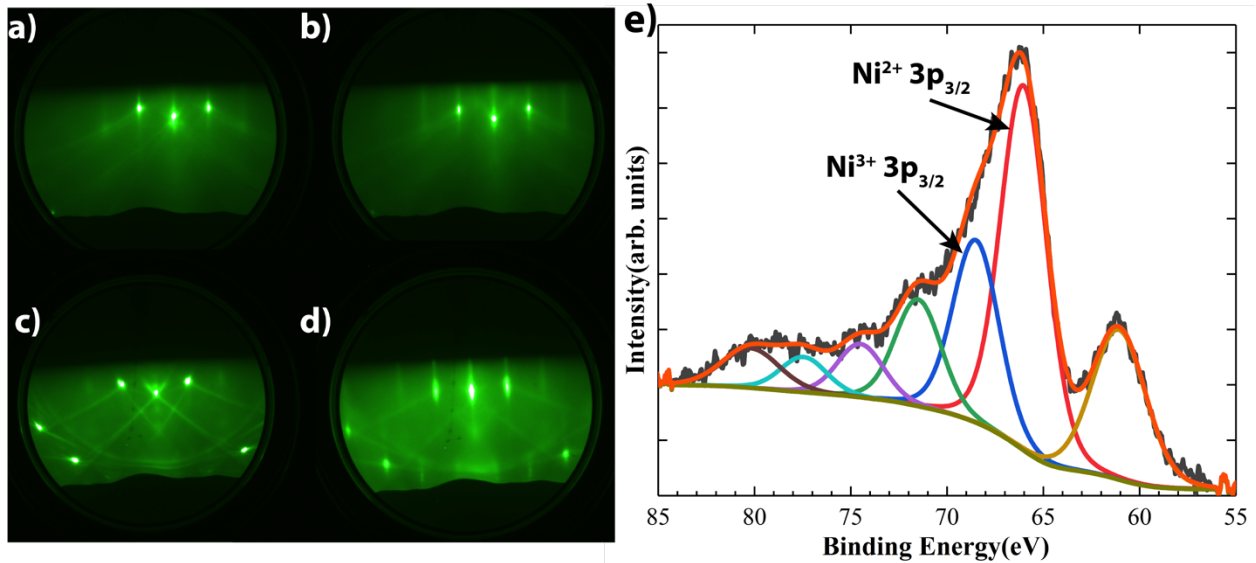 a)
b)
c)
d)
e)
Ni²⁺ 3p₃/₂
Ni³⁺ 3p₃/₂
Intensity(arb. units)
85 80 75 70 65 60 55
Binding Energy(eV)